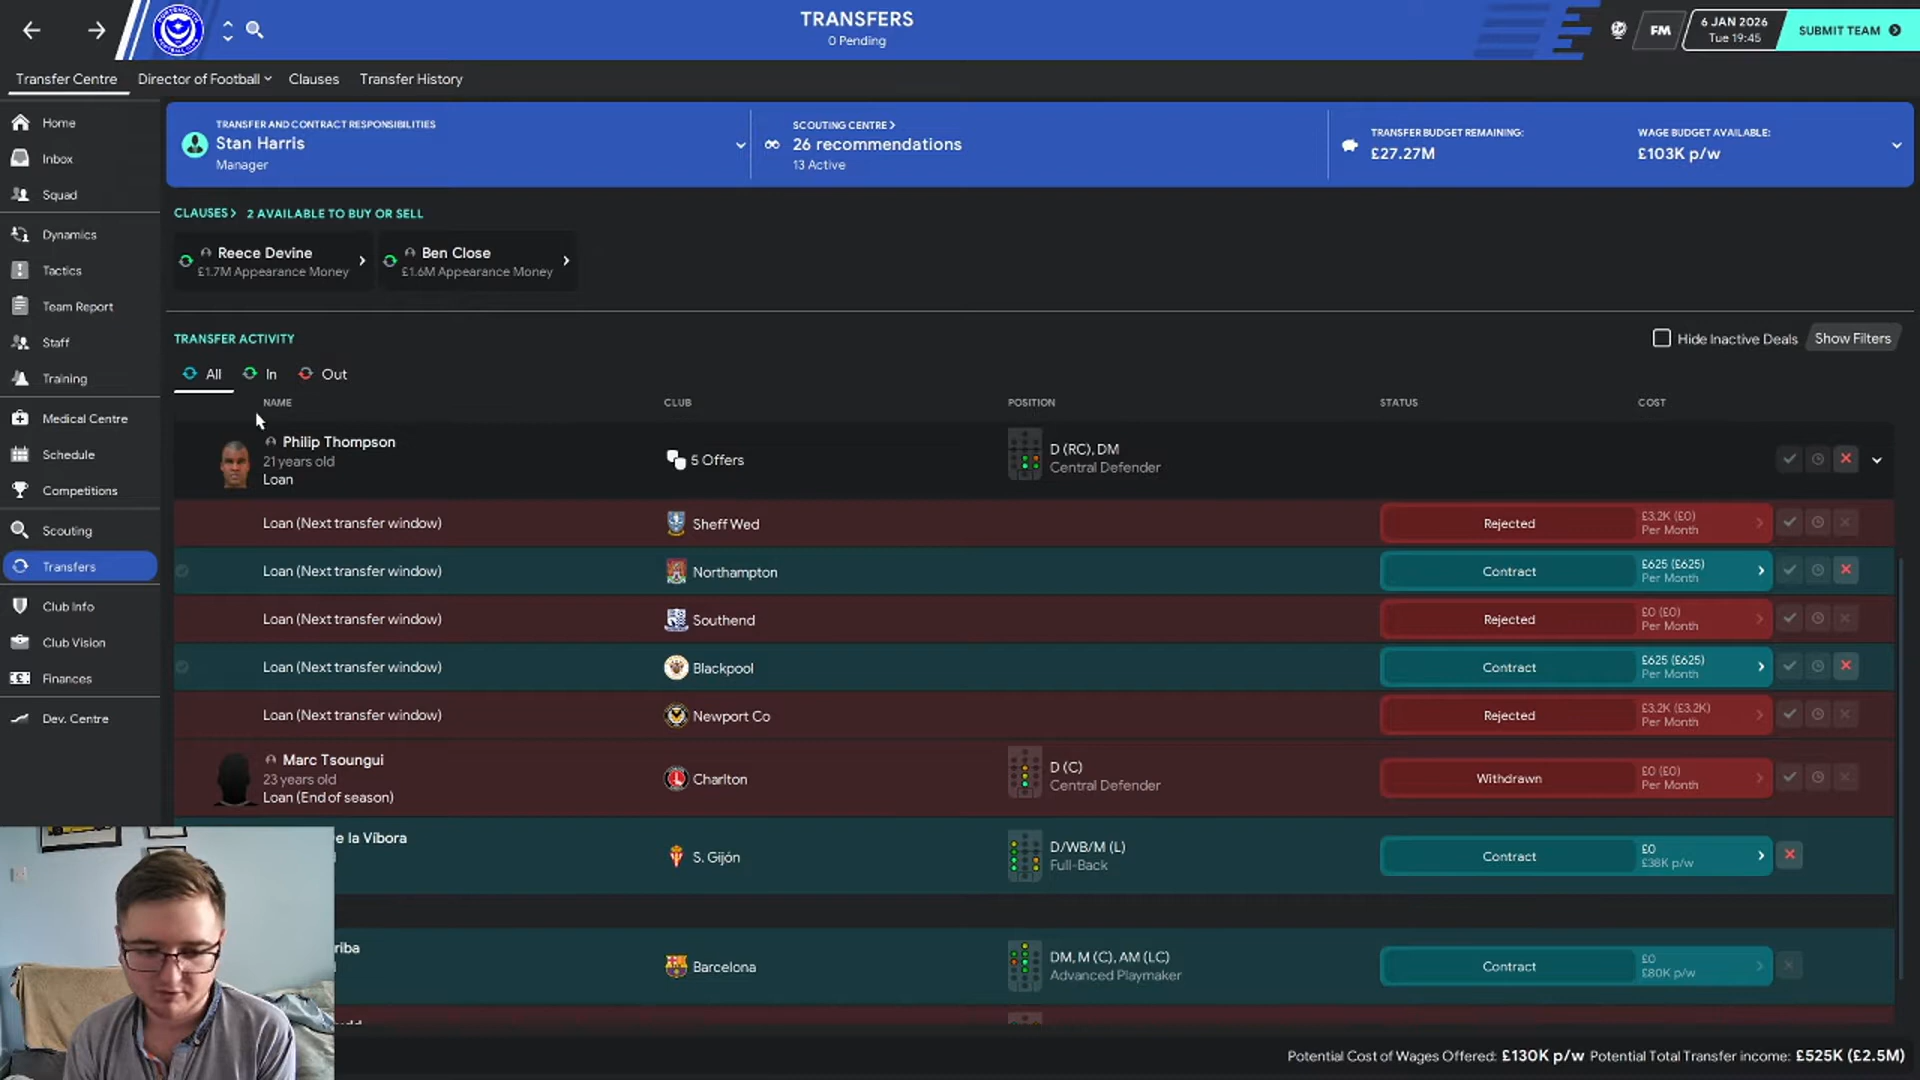 TRANSFERS
0 Pending
FM
6 JAN 2026
Tue 19:45
SUBMIT TEAM
Transfer Centre
Director of Football
Clauses
Transfer History
Home
Inbox
Squad
Dynamics
Tactics
Team Report
Staff
Training
Medical Centre
Schedule
Competitions
Scouting
Transfers
Club Info
Club Vision
Finances
Dev. Centre
TRANSFER AND CONTRACT RESPONSIBILITIES
Stan Harris
Manager
SCOUTING CENTRE >
26 recommendations
13 Active
TRANSFER BUDGET REMAINING:
£27.27M
WAGE BUDGET AVAILABLE:
£103K p/w
CLAUSES > 2 AVAILABLE TO BUY OR SELL
Reece Devine
£1.7M Appearance Money
Ben Close
£1.6M Appearance Money
TRANSFER ACTIVITY
Hide Inactive Deals
Show Filters
All
In
Out
NAME CLUB POSITION STATUS COST
Philip Thompson
21 years old
Loan
5 Offers
D (RC), DM
Central Defender
Loan (Next transfer window) Sheff Wed Rejected £3.2K (£0)
Per Month
Loan (Next transfer window) Northampton Contract £625 (£625)
Per Month
Loan (Next transfer window) Southend Rejected £0 (£0)
Per Month
Loan (Next transfer window) Blackpool Contract £625 (£625)
Per Month
Loan (Next transfer window) Newport Co Rejected £3.2K (£3.2K)
Per Month
Marc Tsoungui
23 years old
Loan (End of season)
Charlton
D (C)
Central Defender
Withdrawn
£0 (£0)
Per Month
e la Víbora
S. Gijón
D/WB/M (L)
Full-Back
Contract
£0
£38K p/w
riba
Barcelona
DM, M (C), AM (LC)
Advanced Playmaker
Contract
£0
£80K p/w
Potential Cost of Wages Offered: £130K p/w Potential Total Transfer income: £525K (£2.5M)